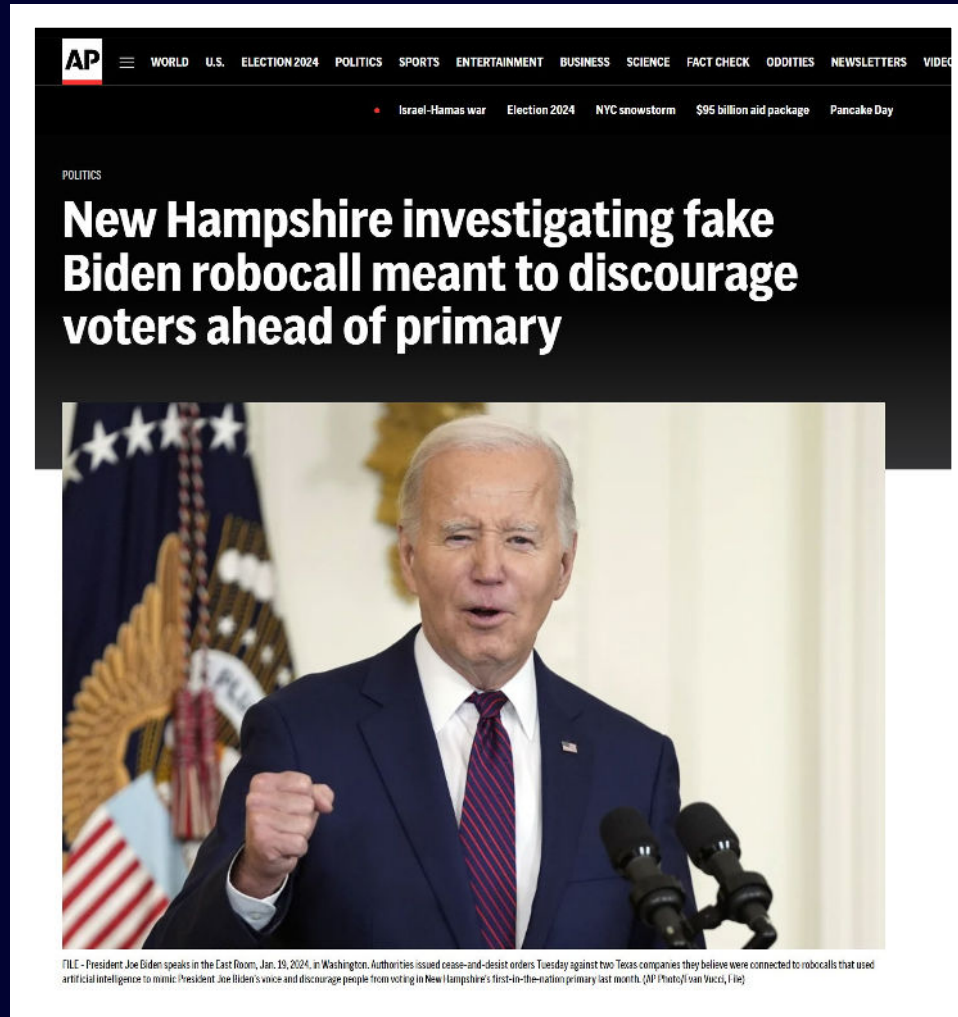 AP
WORLD U.S. ELECTION 2024 POLITICS SPORTS ENTERTAINMENT BUSINESS SCIENCE FACT CHECK ODDITIES NEWSLETTERS VIDEO
Israel-Hamas war Election 2024 NYC snowstorm $95 billion aid package Pancake Day
POLITICS
New Hampshire investigating fake
Biden robocall meant to discourage
voters ahead of primary
PLU
FILE - President Joe Biden speaks in the East Room, Jan. 19, 2024, in Washington. Authorities issued cease-and-desist orders Tuesday against two Texas companies they believe were connected to robocalls that used
artificial intelligence to mimic President Joe Biden's voice and discourage people from voting in New Hampshire's first-in-the-nation primary last month. (AP Photo/Evan Vucci, File)